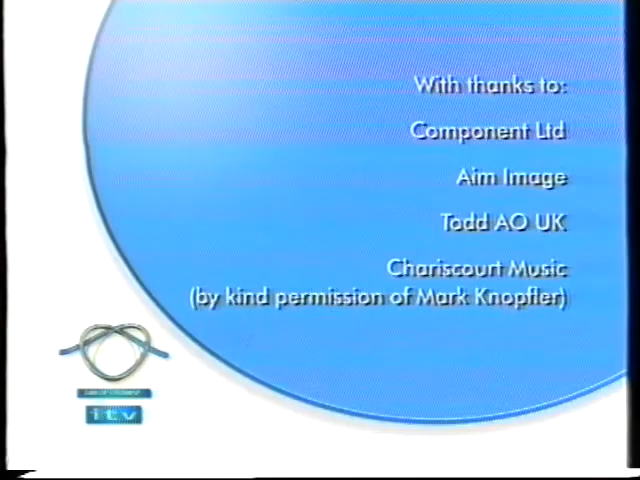 With thanks to:
Component Ltd
Aim Image
Todd AO UK
Chariscourt Music
(by kind permission of Mark Knopfler)
itv